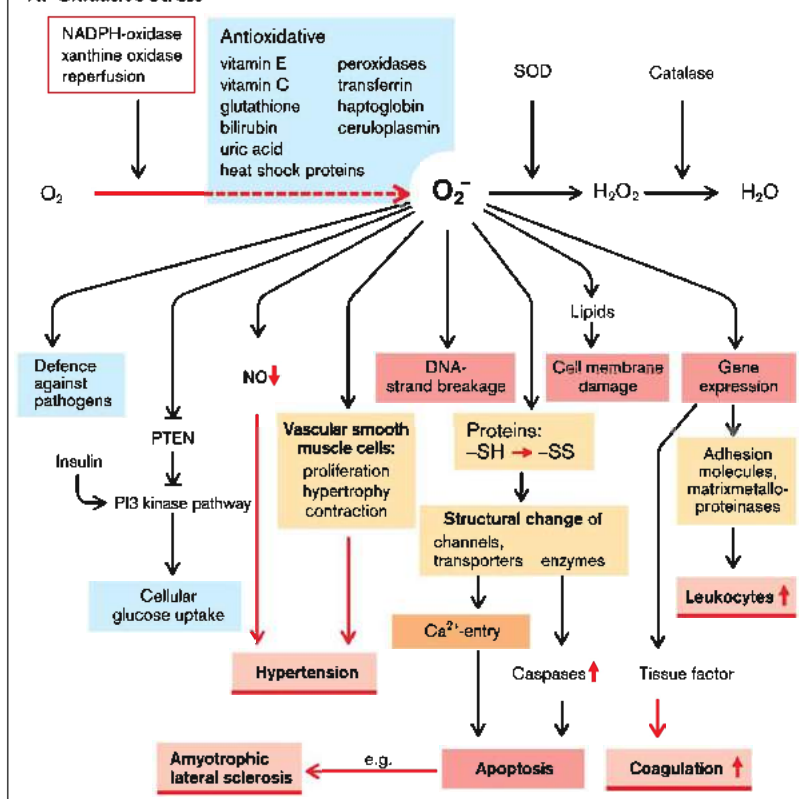 NADPH-oxidase
xanthine oxidase
reperfusion
Antioxidative
vitamin E peroxidases
vitamin C transferrin
glutathione haptoglobin
bilirubin ceruloplasmin
uric acid
heat shock proteins
SOD
Catalase
O₂
O₂⁻
H₂O₂
H₂O
Lipids
Defence
against
pathogens
NO
DNA-
strand breakage
Cell membrane
damage
Gene
expression
PTEN
Insulin
PI3 kinase pathway
Cellular
glucose uptake
Vascular smooth
muscle cells:
proliferation
hypertrophy
contraction
Proteins:
–SH → –SS
Structural change of
channels,
transporters enzymes
Adhesion
molecules,
matrixmetallo-
proteinases
Leukocytes
Ca²⁺-entry
Hypertension
Caspases
Tissue factor
Amyotrophic
lateral sclerosis
e.g.
Apoptosis
Coagulation